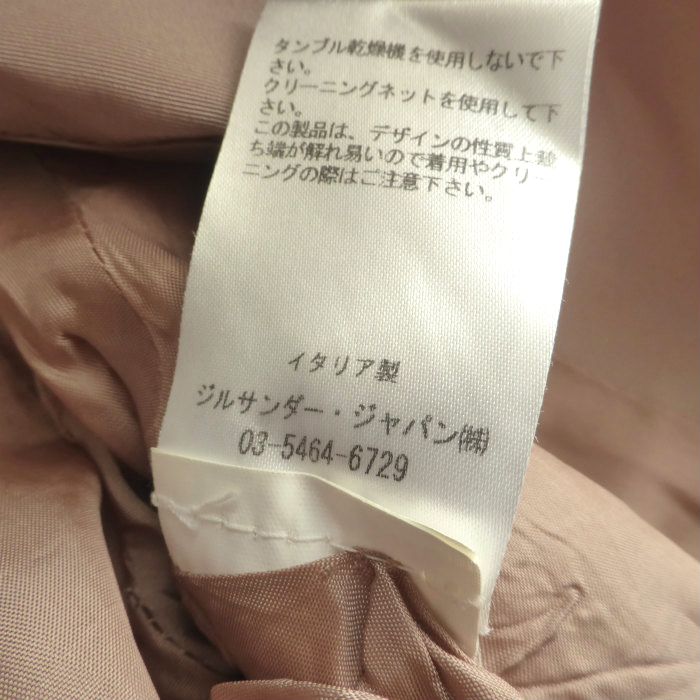 タンブル乾燥機を使用しないで下
さい。
クリーニングネットを使用して下
さい。
この製品は、デザインの性質上裁
ち端が解れ易いので着用やクリー
ニングの際はご注意下さい。
イタリア製
ジルサンダー・ジャパン㈱
03-5464-6729